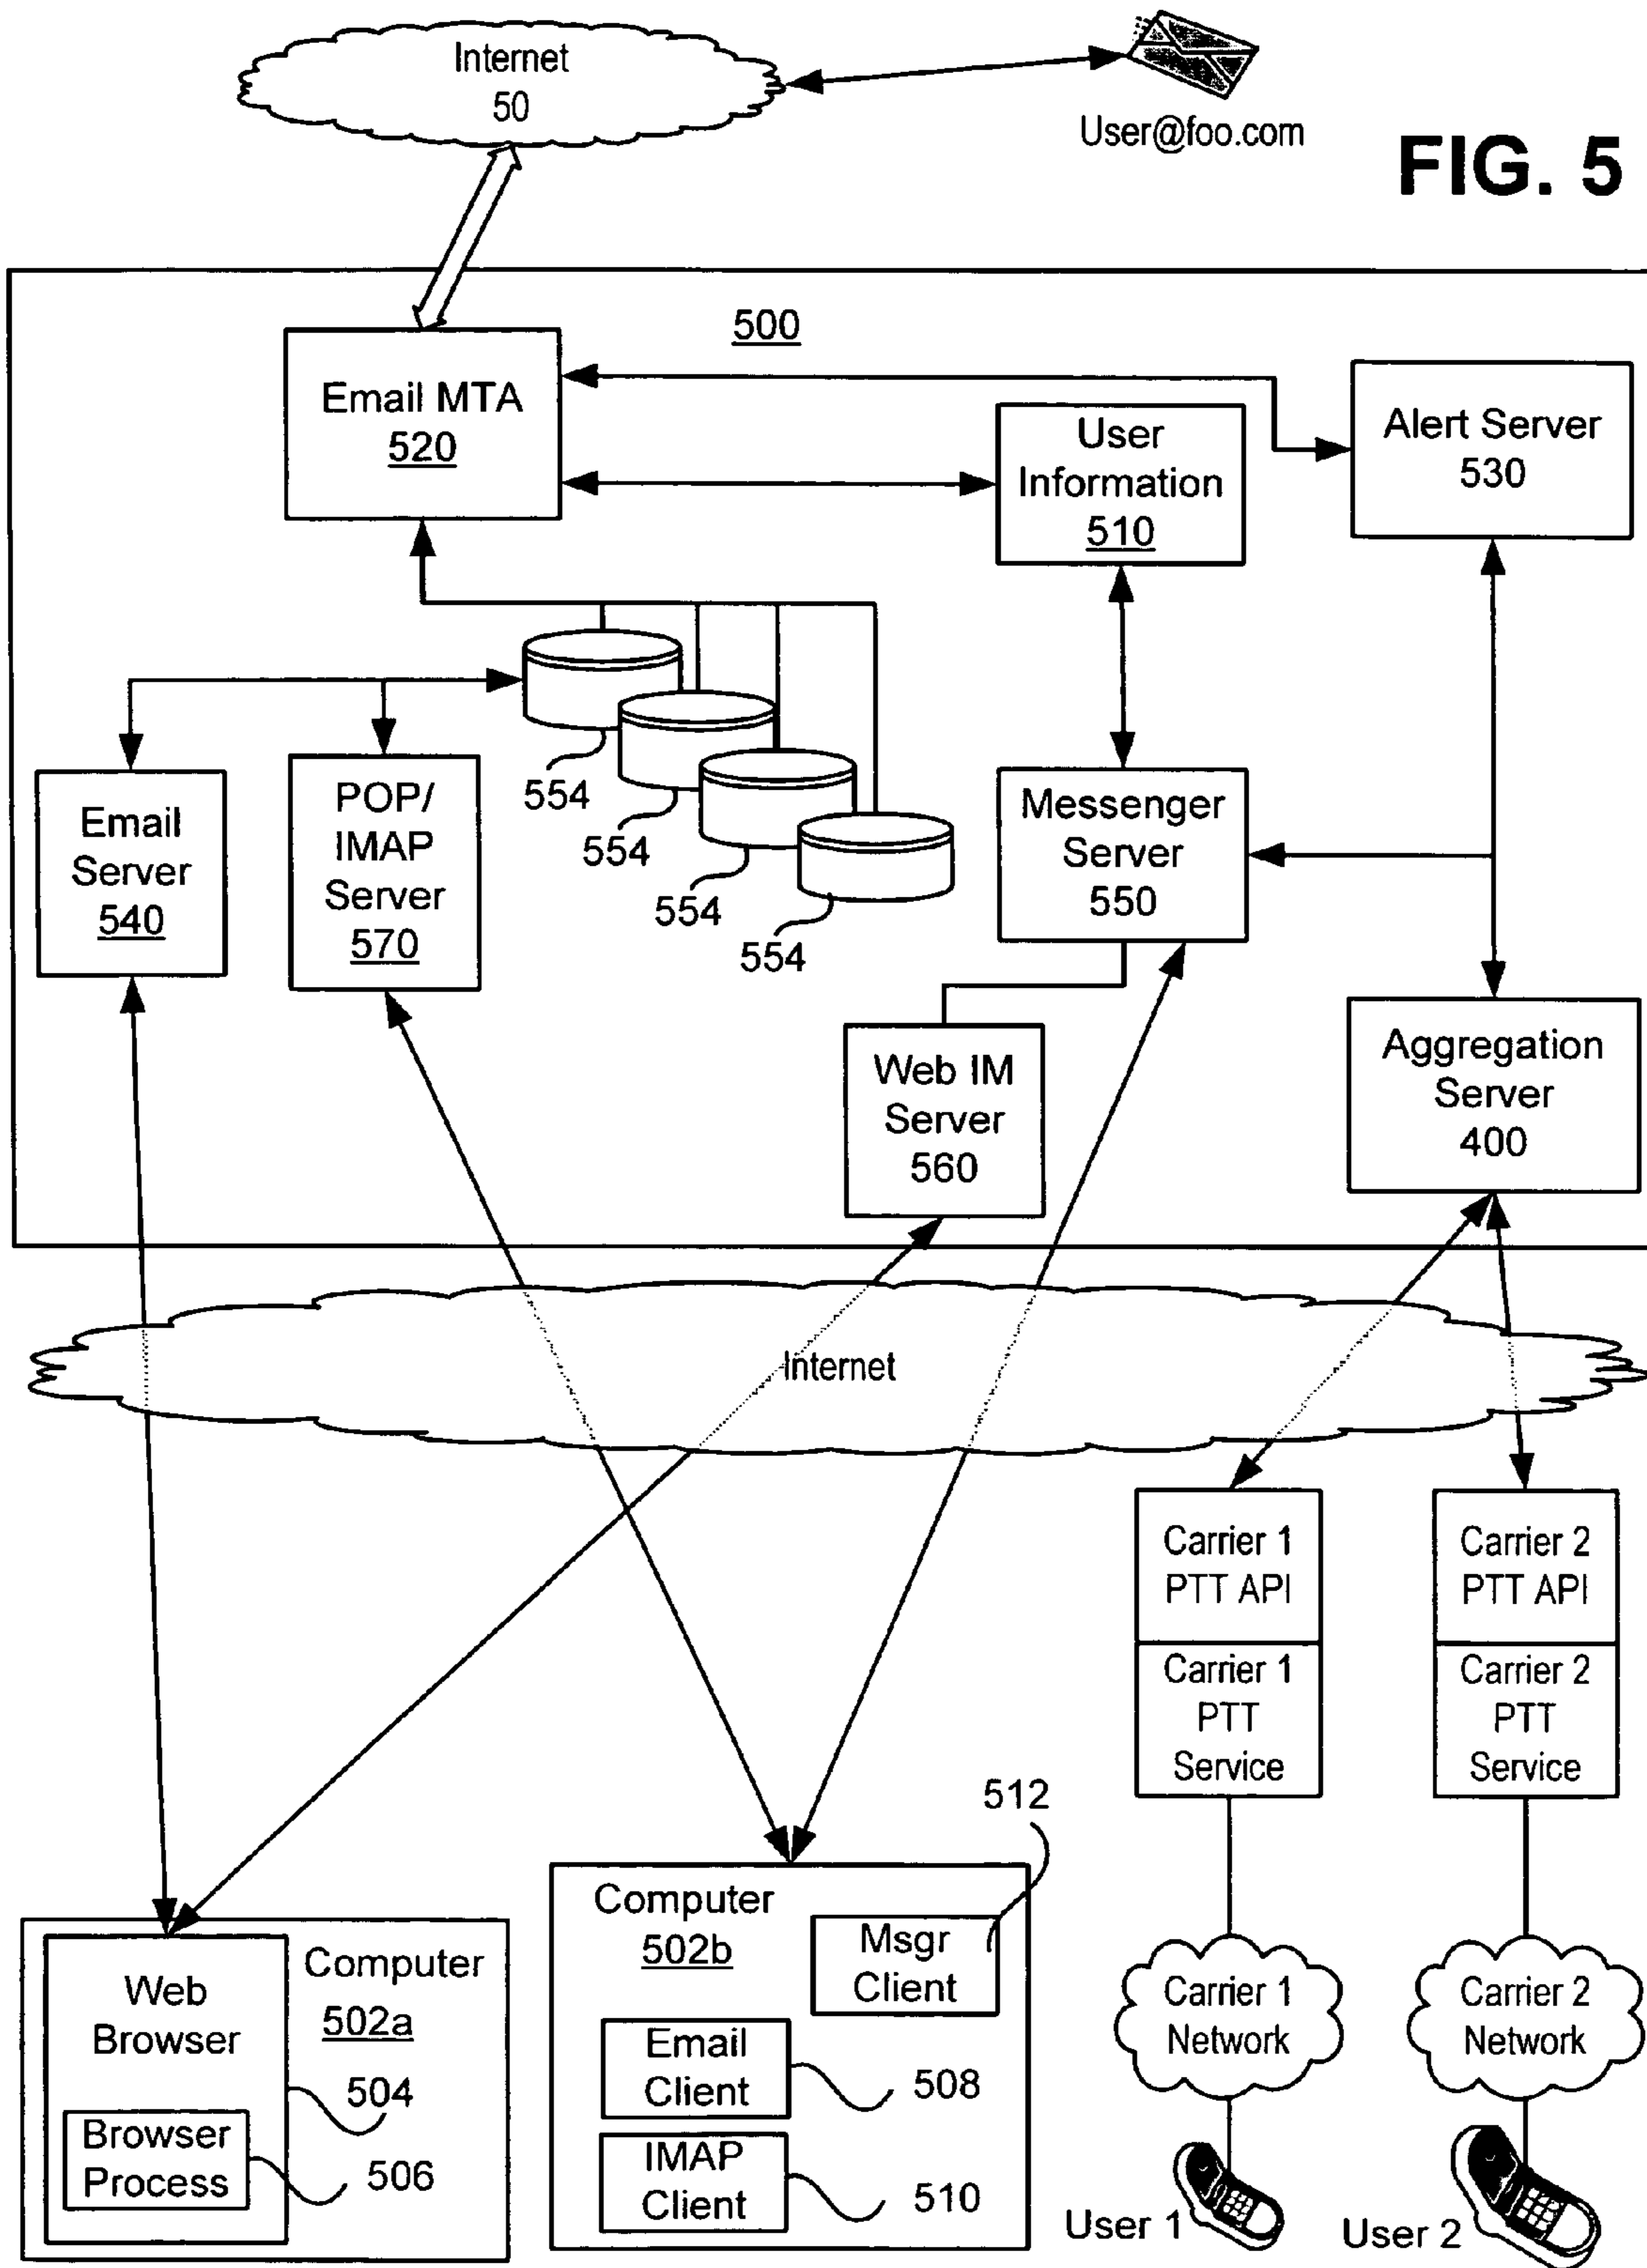 Internet
50
User@foo.com
FIG. 5
500
Email MTA
520
User
Information
510
Alert Server
530
Email
Server
540
POP/
IMAP
Server
570
554
554
554
554
Messenger
Server
550
Web IM
Server
560
Aggregation
Server
400
Internet
Carrier 1
PTT API
Carrier 1
PTT
Service
Carrier 2
PTT API
Carrier 2
PTT
Service
512
Computer
502b
Msgr
Client
Email
Client
508
IMAP
Client
510
Web
Browser
Computer
502a
504
Browser
Process
506
Carrier 1
Network
Carrier 2
Network
User 1
User 2